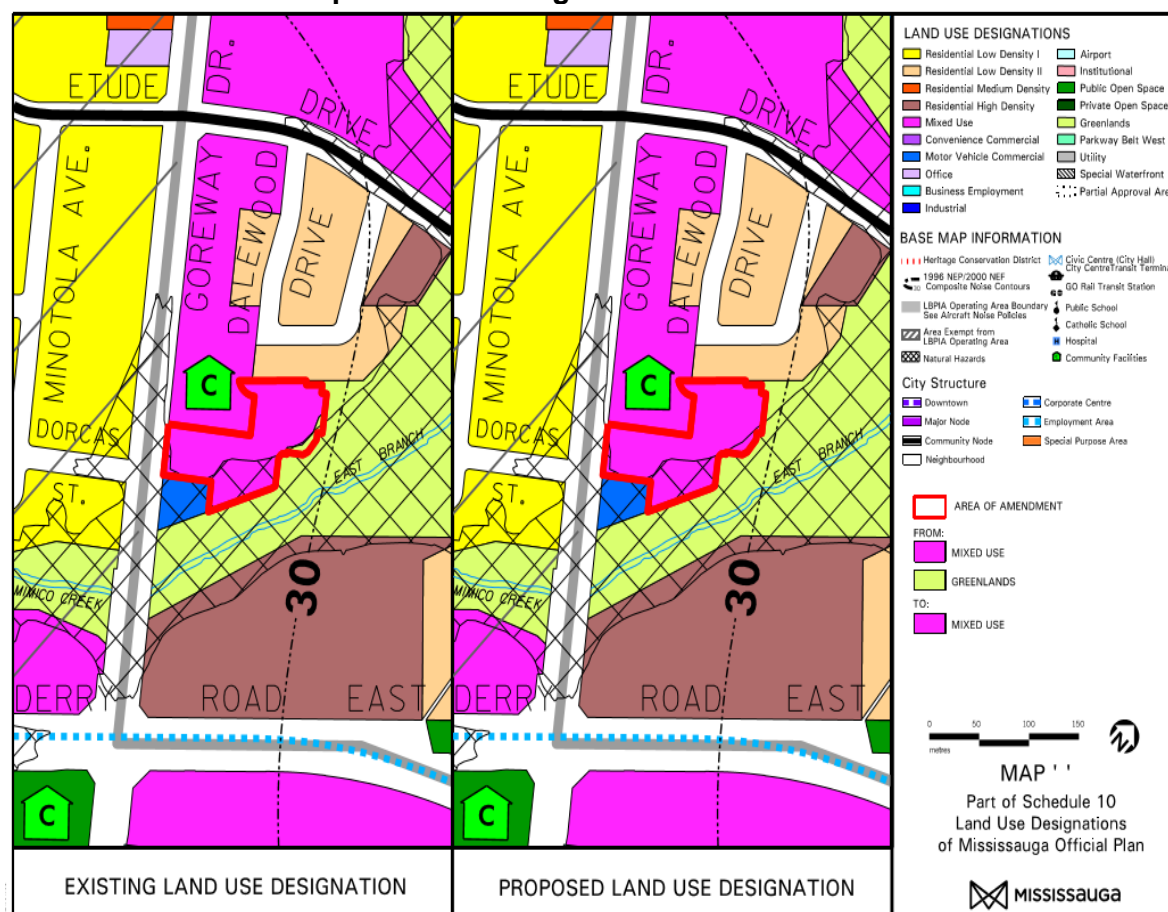 ETUDE
DR.
DRIVE
MINOTOLA AVE.
GOREWAY
DALEWOOD
DRIVE
C
DORCAS
ST.
EAST BRANCH
30
MIMICO CREEK
DERRY ROAD EAST
C
EXISTING LAND USE DESIGNATION
ETUDE
DR.
DRIVE
MINOTOLA AVE.
GOREWAY
DALEWOOD
DRIVE
C
DORCAS
ST.
EAST BRANCH
30
MIMICO CREEK
DERRY ROAD EAST
C
PROPOSED LAND USE DESIGNATION
LAND USE DESIGNATIONS
Residential Low Density I
Residential Low Density II
Residential Medium Density
Residential High Density
Mixed Use
Convenience Commercial
Motor Vehicle Commercial
Office
Business Employment
Industrial
Airport
Institutional
Public Open Space
Private Open Space
Greenlands
Parkway Belt West
Utility
Special Waterfront
Partial Approval Are
BASE MAP INFORMATION
Heritage Conservation District
1996 NEP/2000 NEF
Composite Noise Contours
LBPIA Operating Area Boundary
See Aircraft Noise Policies
Area Exempt from
LBPIA Operating Area
Natural Hazards
Civic Centre (City Hall)
City CentreTransit Termina
GO Rail Transit Station
Public School
Catholic School
H Hospital
Community Facilities
City Structure
Downtown
Major Node
Community Node
Neighbourhood
Corporate Centre
Employment Area
Special Purpose Area
AREA OF AMENDMENT
FROM:
MIXED USE
GREENLANDS
TO:
MIXED USE
0 50 100 150
metres
N
MAP ' '
Part of Schedule 10
Land Use Designations
of Mississauga Official Plan
MISSISSAUGA